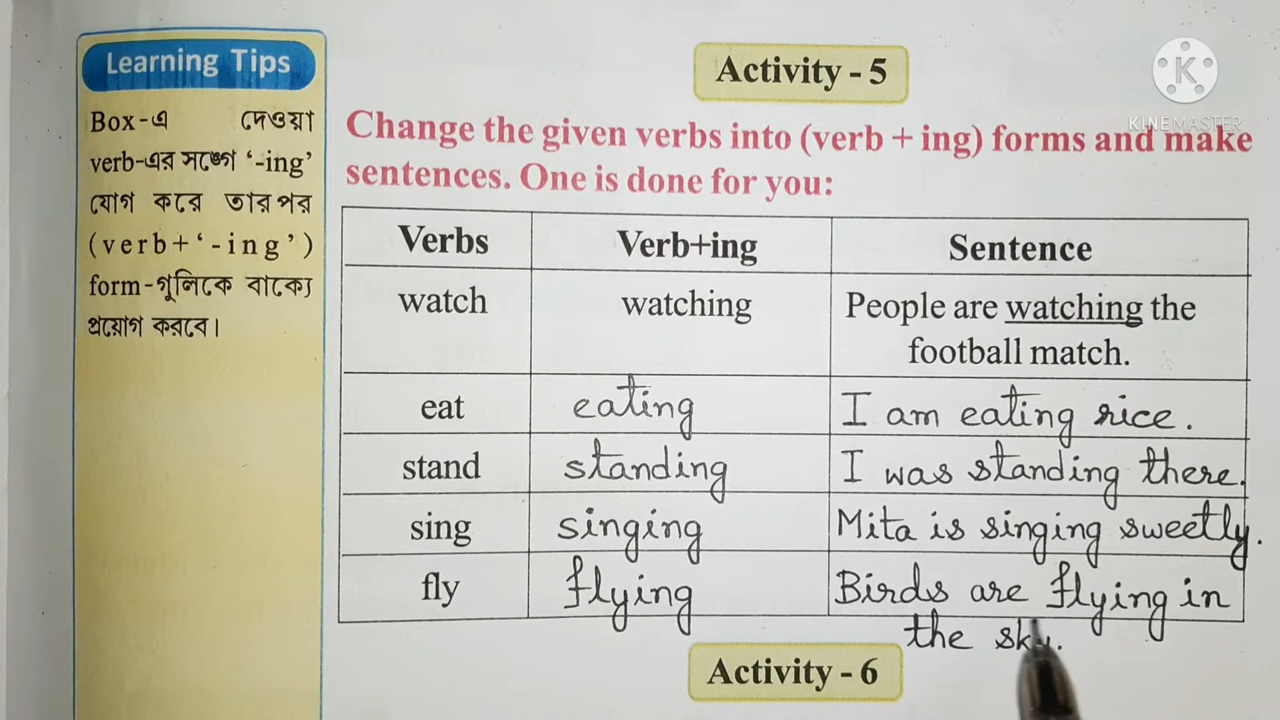 Learning Tips
Box-এ দেওয়া
verb-এর সঙ্গে ‘-ing’
যোগ করে তারপর
(verb+‘-ing’)
form-গুলিকে বাক্যে
প্রয়োগ করবে।
Activity - 5
K
KINEMASTER
Change the given verbs into (verb + ing) forms and make
sentences. One is done for you:
Verbs Verb+ing Sentence
watch watching People are watching the
football match.
eat eating I am eating rice.
stand standing I was standing there.
sing singing Mita is singing sweetly.
fly flying Birds are flying in
the sky.
Activity - 6